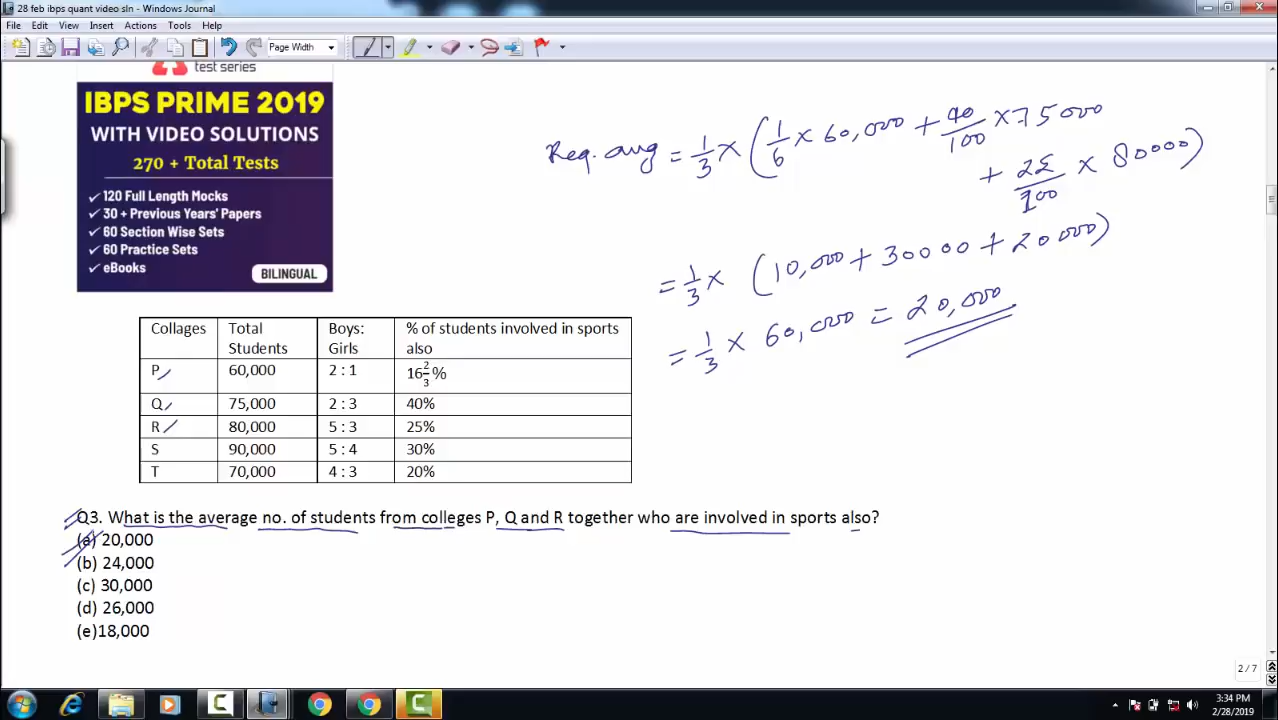 28 feb ibps quant video sln - Windows Journal
File Edit View Insert Actions Tools Help
Page Width
test series
IBPS PRIME 2019
WITH VIDEO SOLUTIONS
270 + Total Tests
✓ 120 Full Length Mocks
✓ 30 + Previous Years' Papers
✓ 60 Section Wise Sets
✓ 60 Practice Sets
✓ eBooks
BILINGUAL
Req. avg = 1/3 × (1/6 × 60,000 + 40/100 × 75000
+ 25/100 × 80000)
= 1/3 × (10,000 + 30000 + 20000)
= 1/3 × 60,000 = 20,000
Collages Total Students Boys: Girls % of students involved in sports also
P 60,000 2 : 1 16 2/3%
Q 75,000 2 : 3 40%
R 80,000 5 : 3 25%
S 90,000 5 : 4 30%
T 70,000 4 : 3 20%
Q3. What is the average no. of students from colleges P, Q and R together who are involved in sports also?
(a) 20,000
(b) 24,000
(c) 30,000
(d) 26,000
(e)18,000
2 / 7
3:34 PM
2/28/2019